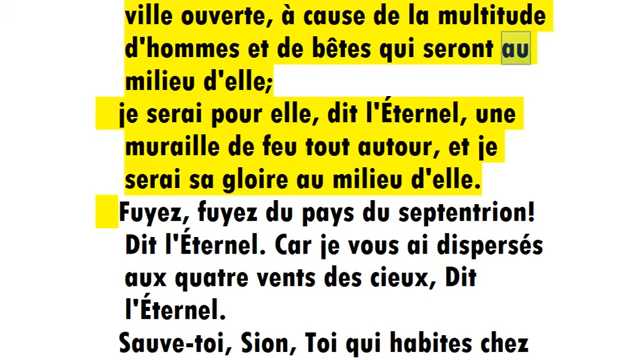 ville ouverte, à cause de la multitude
d'hommes et de bêtes qui seront au
milieu d'elle;
je serai pour elle, dit l'Éternel, une
muraille de feu tout autour, et je
serai sa gloire au milieu d'elle.
Fuyez, fuyez du pays du septentrion!
Dit l'Éternel. Car je vous ai dispersés
aux quatre vents des cieux, Dit
l'Éternel.
Sauve-toi, Sion, Toi qui habites chez